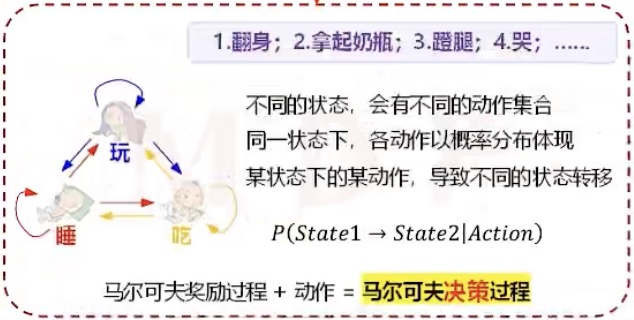 1.翻身；2.拿起奶瓶；3.蹬腿；4.哭；……
不同的状态，会有不同的动作集合
同一状态下，各动作以概率分布体现
某状态下的某动作，导致不同的状态转移
玩
睡
吃
P(State1 → State2|Action)
马尔可夫奖励过程 + 动作 = 马尔可夫决策过程